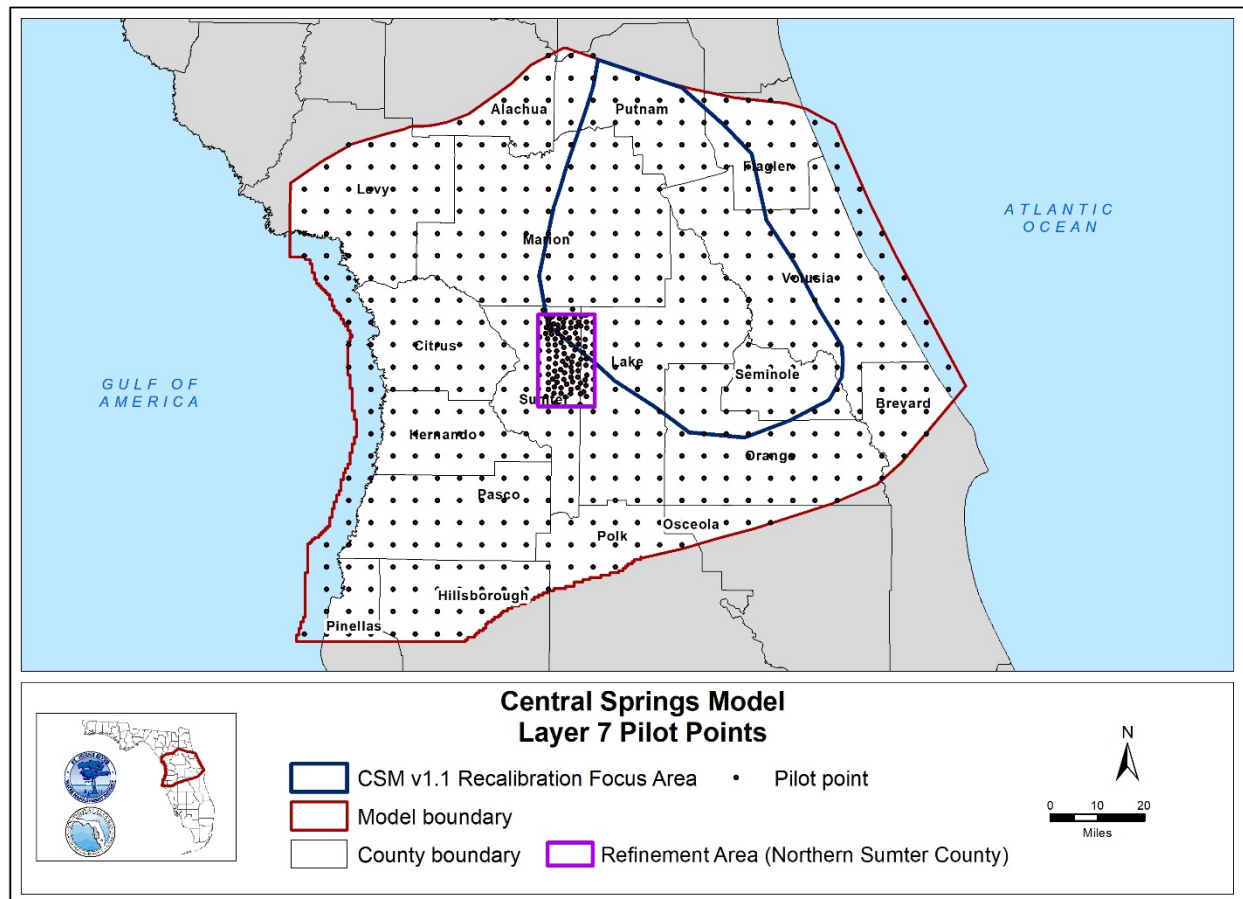 Alachua
Putnam
Flagler
Levy
ATLANTIC
OCEAN
Marion
Volusia
Citrus
Lake
Seminole
GULF OF
AMERICA
Sumter
Brevard
Hernando
Orange
Pasco
Osceola
Polk
Hillsborough
Pinellas
Central Springs Model
Layer 7 Pilot Points
CSM v1.1 Recalibration Focus Area
Pilot point
Model boundary
County boundary
Refinement Area (Northern Sumter County)
N
0 10 20
Miles